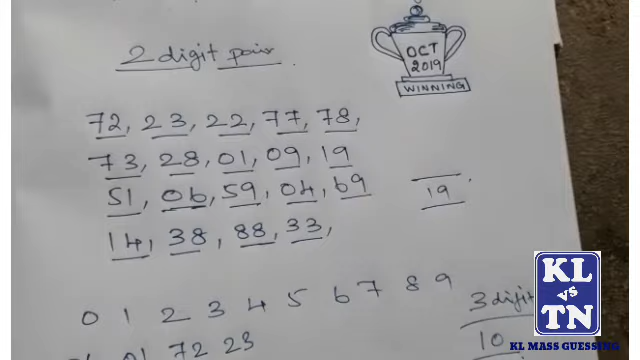 2 digit pair
OCT
2019
WINNING
72, 23, 22, 77, 78,
73, 28, 01, 09, 19
51, 06, 59, 04, 69
19
14, 38, 88, 33,
0 1 2 3 4 5 6 7 8 9
3 digit
10
01 72 23
KL
VS
TN
KL MASS GUESSING